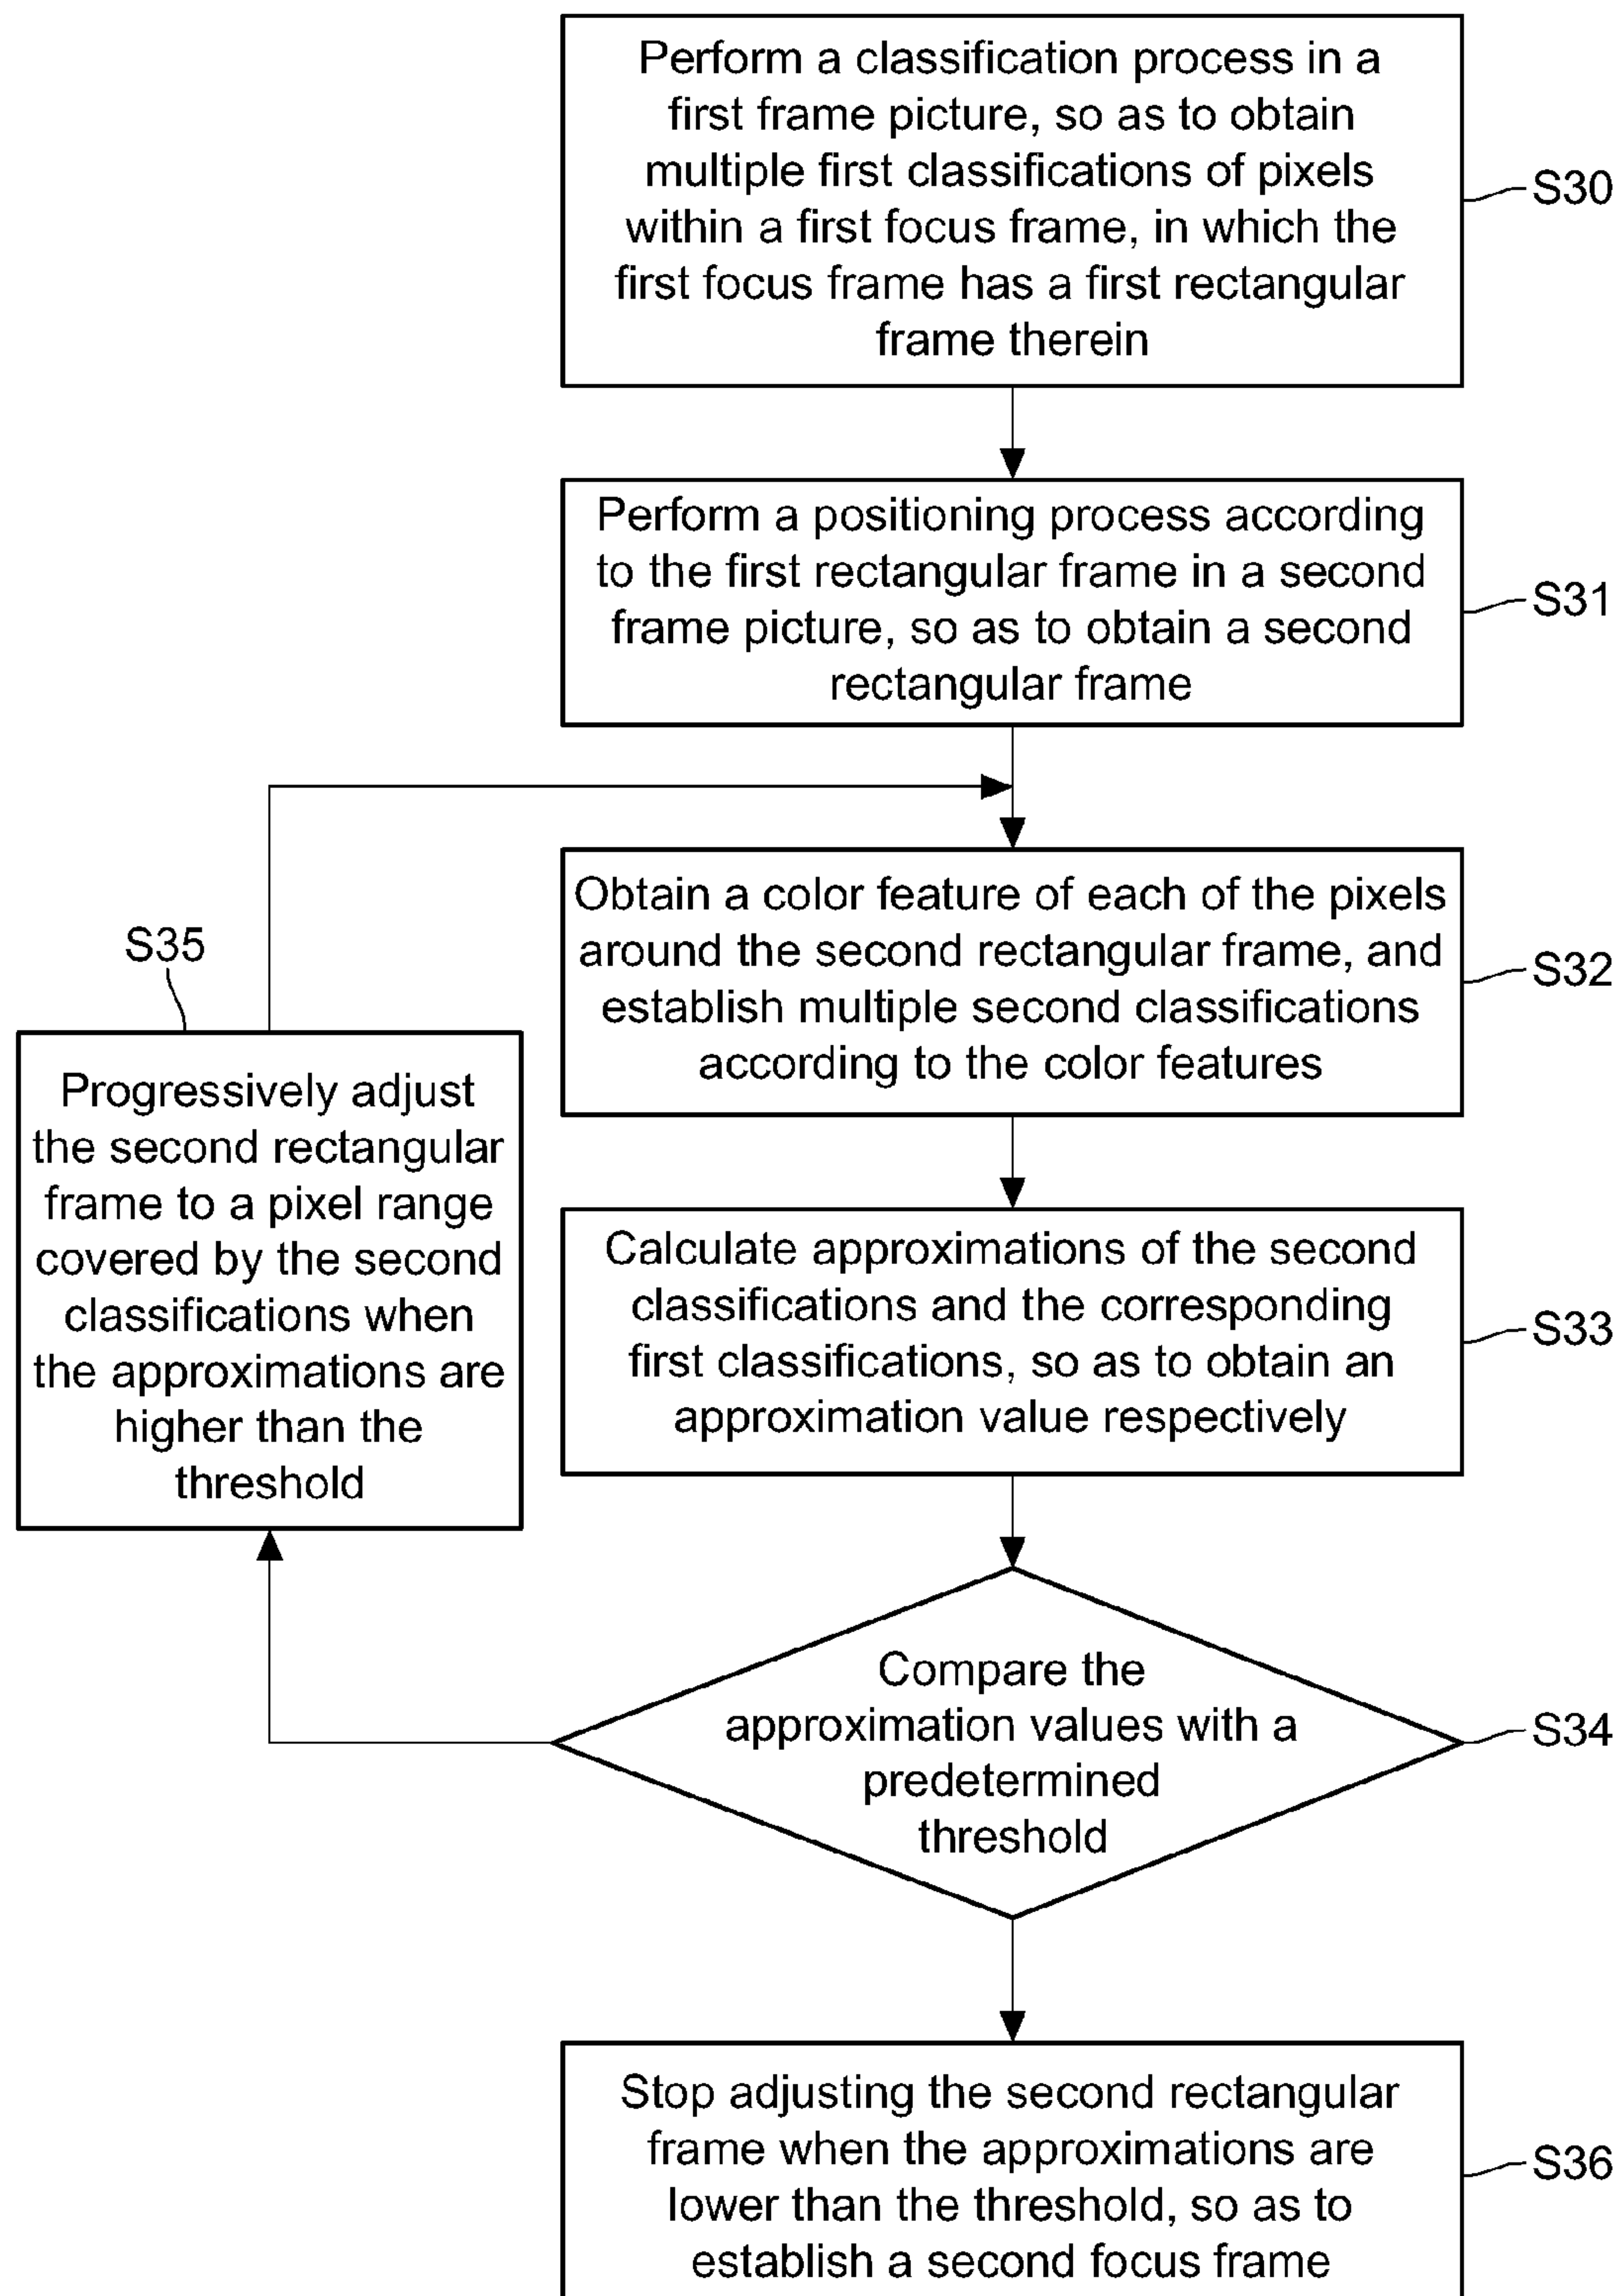 Perform a classification process in a
first frame picture, so as to obtain
multiple first classifications of pixels
within a first focus frame, in which the
first focus frame has a first rectangular
frame therein
S30
Perform a positioning process according
to the first rectangular frame in a second
frame picture, so as to obtain a second
rectangular frame
S31
Obtain a color feature of each of the pixels
around the second rectangular frame, and
establish multiple second classifications
according to the color features
S32
S35
Progressively adjust
the second rectangular
frame to a pixel range
covered by the second
classifications when
the approximations are
higher than the
threshold
Calculate approximations of the second
classifications and the corresponding
first classifications, so as to obtain an
approximation value respectively
S33
Compare the
approximation values with a
predetermined
threshold
S34
Stop adjusting the second rectangular
frame when the approximations are
lower than the threshold, so as to
establish a second focus frame
S36